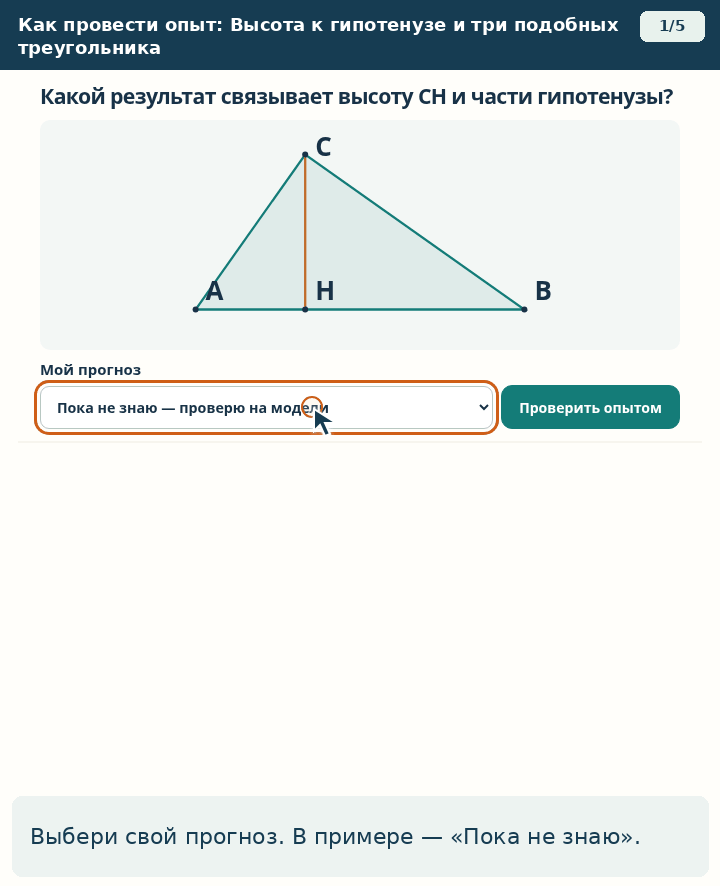 Как провести опыт: Высота к гипотенузе и три подобных
треугольника
1/5
Какой результат связывает высоту CH и части гипотенузы?
C
A
H
B
Мой прогноз
Пока не знаю — проверю на модели
Проверить опытом
Выбери свой прогноз. В примере — «Пока не знаю».